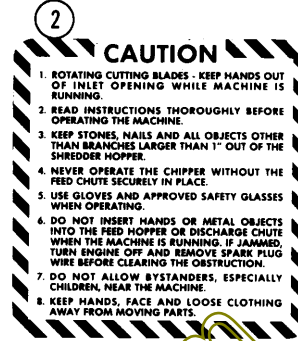 2
CAUTION
1. ROTATING CUTTING BLADES - KEEP HANDS OUT
OF INLET OPENING WHILE MACHINE IS
RUNNING.
2. READ INSTRUCTIONS THOROUGHLY BEFORE
OPERATING THE MACHINE.
3. KEEP STONES, NAILS AND ALL OBJECTS OTHER
THAN BRANCHES LARGER THAN 1" OUT OF THE
SHREDDER HOPPER.
4. NEVER OPERATE THE CHIPPER WITHOUT THE
FEED CHUTE SECURELY IN PLACE.
5. USE GLOVES AND APPROVED SAFETY GLASSES
WHEN OPERATING.
6. DO NOT INSERT HANDS OR METAL OBJECTS
INTO THE FEED HOPPER OR DISCHARGE CHUTE
WHEN THE MACHINE IS RUNNING. IF JAMMED,
TURN ENGINE OFF AND REMOVE SPARK PLUG
WIRE BEFORE CLEARING THE OBSTRUCTION.
7. DO NOT ALLOW BYSTANDERS, ESPECIALLY
CHILDREN, NEAR THE MACHINE.
8. KEEP HANDS, FACE AND LOOSE CLOTHING
AWAY FROM MOVING PARTS.